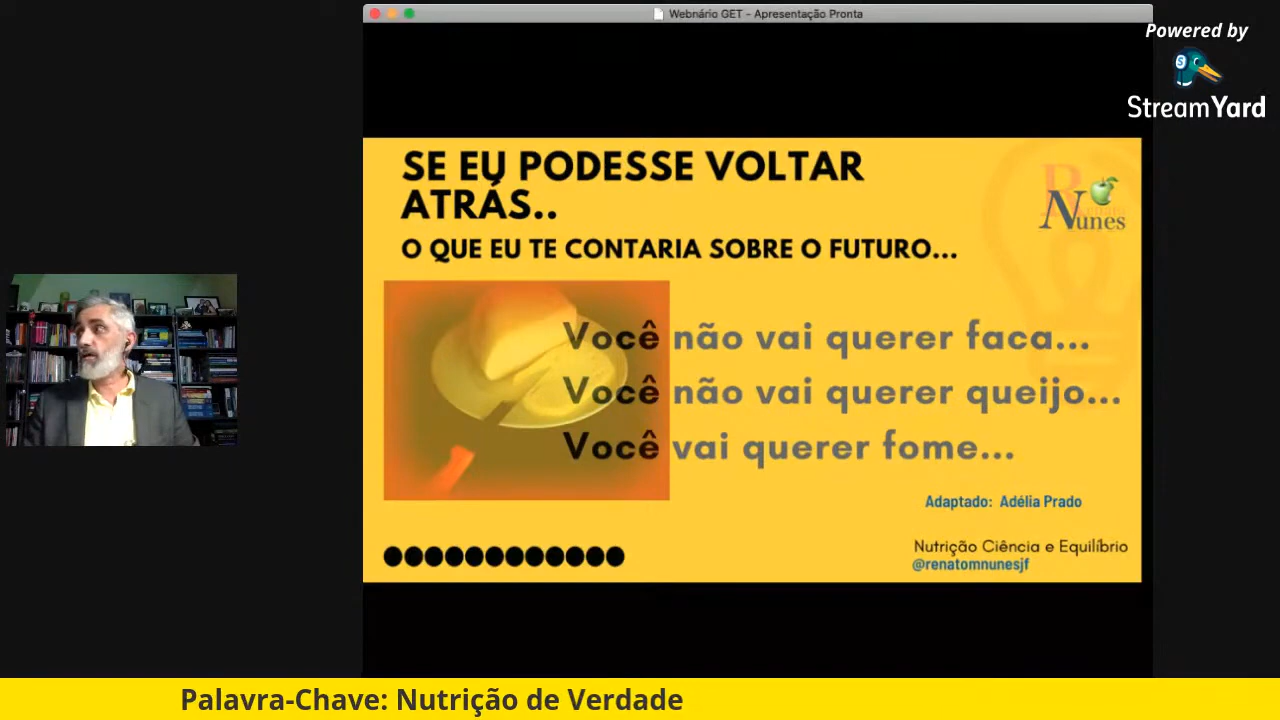 Webnário GET - Apresentação Pronta
Powered by
StreamYard
SE EU PODESSE VOLTAR
ATRÁS..
O QUE EU TE CONTARIA SOBRE O FUTURO...
R
Nunes
Você não vai querer faca...
Você não vai querer queijo...
Você vai querer fome...
Adaptado: Adélia Prado
Nutrição Ciência e Equilíbrio
@renatomnunesjf
Palavra-Chave: Nutrição de Verdade